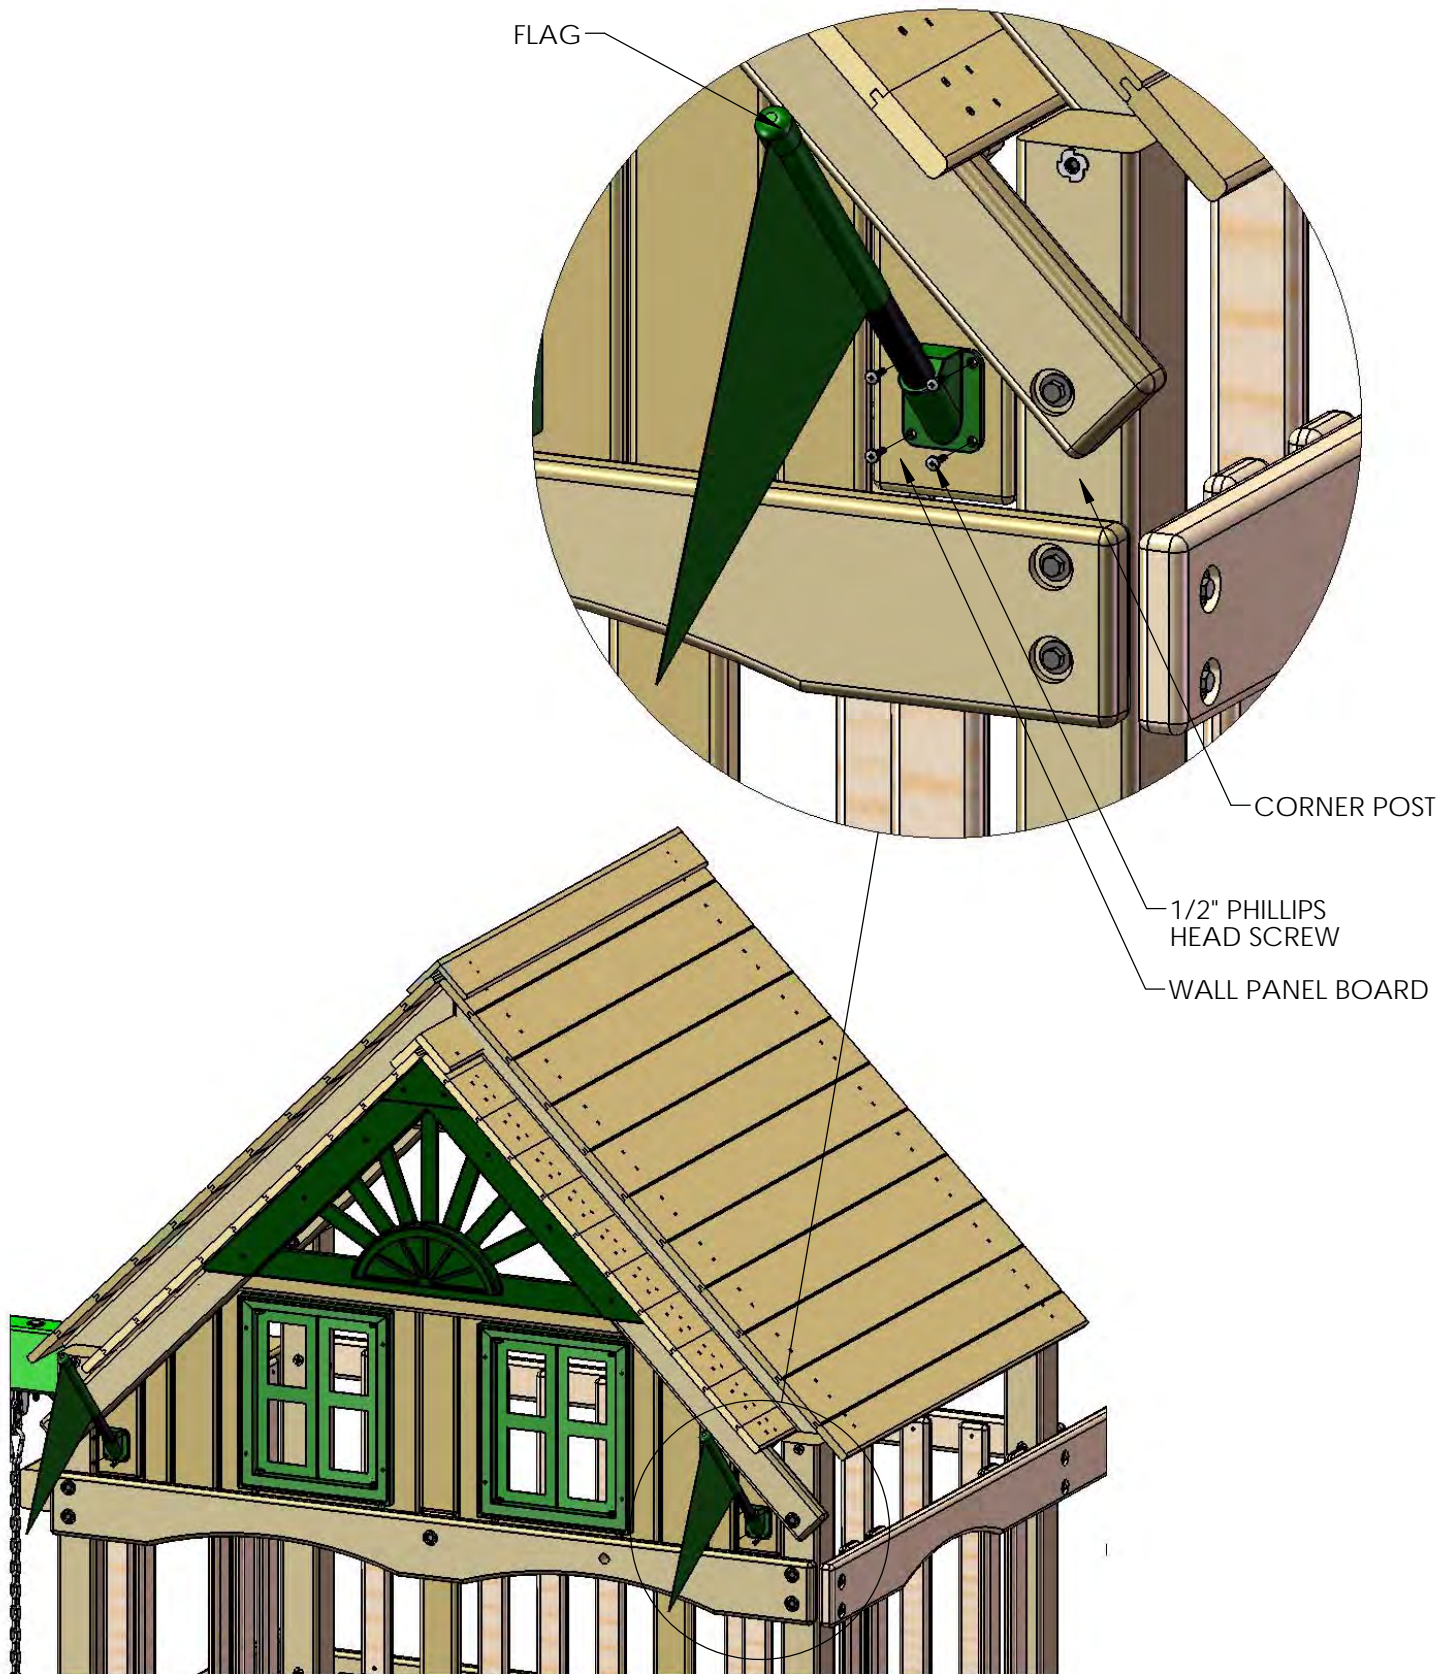 FLAG
CORNER POST
1/2" PHILLIPS
HEAD SCREW
WALL PANEL BOARD